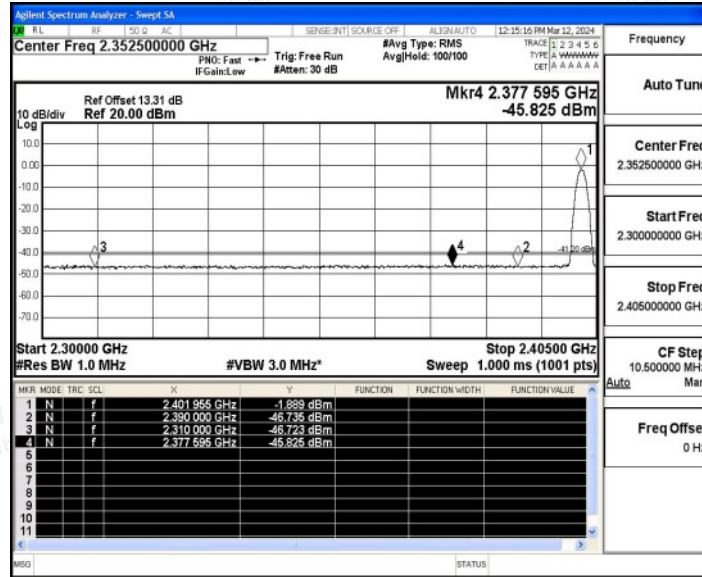 Agilent Spectrum Analyzer - Swept SA
RL RF 50 Ω AC SENSE:INT SOURCE OFF ALIGNAUTO 12:15:16 PM Mar 12, 2024
Center Freq 2.352500000 GHz
#Avg Type: RMS
TRACE 1 2 3 4 5 6
PNO: Fast
Trig: Free Run
Avg|Hold: 100/100
TYPE A WWWWW
IFGain:Low
#Atten: 30 dB
DET A A A A A A
Mkr4 2.377 595 GHz
-45.825 dBm
Ref Offset 13.31 dB
10 dB/div Ref 20.00 dBm
Log
10.0
0.00
-10.0
-20.0
-30.0
-40.0
-50.0
-60.0
-70.0
1
3
4
2
-41.20 dBm
Start 2.30000 GHz Stop 2.40500 GHz
#Res BW 1.0 MHz #VBW 3.0 MHz* Sweep 1.000 ms (1001 pts)
MKR MODE TRC SCL X Y FUNCTION FUNCTION WIDTH FUNCTION VALUE
1 N f 2.401 955 GHz -1.889 dBm
2 N f 2.390 000 GHz -46.735 dBm
3 N f 2.310 000 GHz -46.723 dBm
4 N f 2.377 595 GHz -45.825 dBm
5
6
7
8
9
10
11
MSG STATUS
Frequency
Auto Tune
Center Freq
2.352500000 GHz
Start Freq
2.300000000 GHz
Stop Freq
2.405000000 GHz
CF Step
10.500000 MHz
Auto Man
Freq Offset
0 Hz